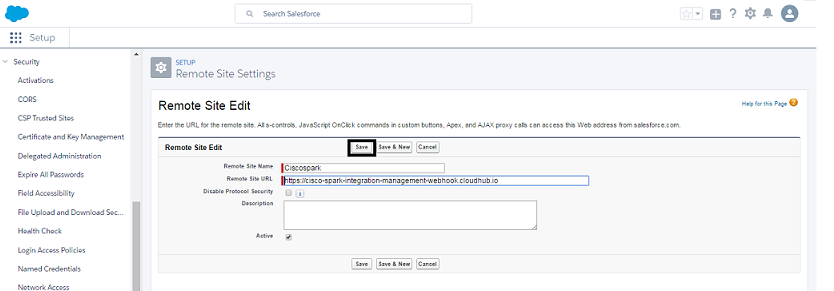 Search Salesforce
Setup
Security
Activations
CORS
CSP Trusted Sites
Certificate and Key Management
Delegated Administration
Expire All Passwords
Field Accessibility
File Upload and Download Sec...
Health Check
Login Access Policies
Named Credentials
Network Access
SETUP
Remote Site Settings
Remote Site Edit
Help for this Page
Enter the URL for the remote site. All s-controls, JavaScript OnClick commands in custom buttons, Apex, and AJAX proxy calls can access this Web address from salesforce.com.
Remote Site Edit
Save Save & New Cancel
Remote Site Name Ciscospark
Remote Site URL https://cisco-spark-integration-management-webhook.cloudhub.io
Disable Protocol Security
Description
Active
Save Save & New Cancel